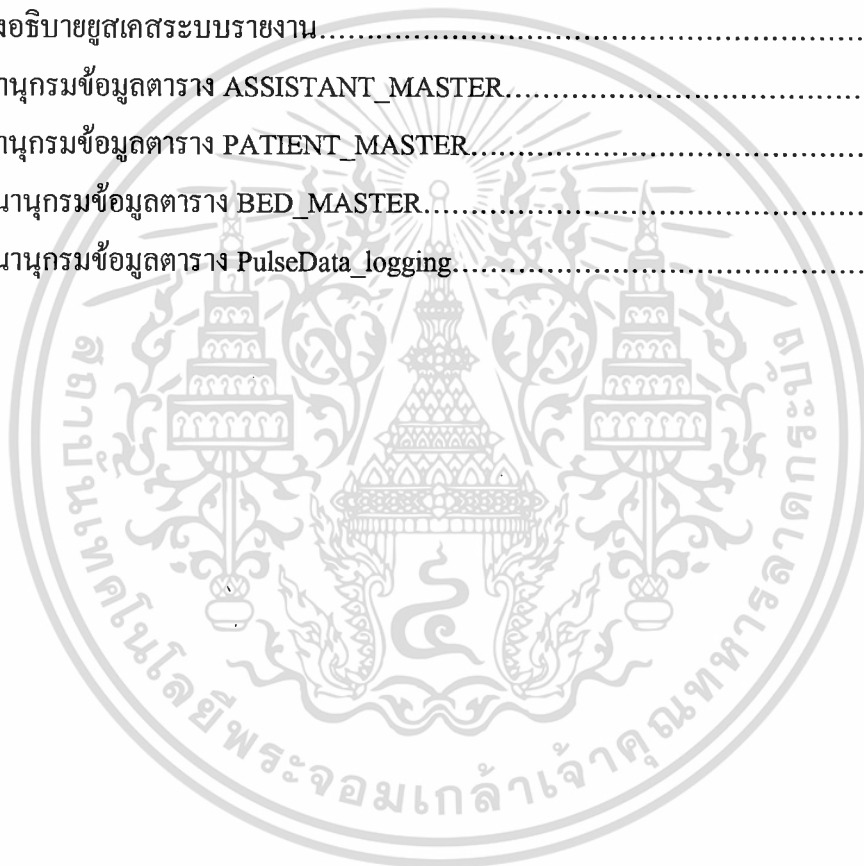 งอธิบายยูสเคสระบบรายงาน
านุกรมข้อมูลตาราง ASSISTANT_MASTER
านุกรมข้อมูลตาราง PATIENT_MASTER
นานุกรมข้อมูลตาราง BED_MASTER
นานุกรมข้อมูลตาราง PulseData_logging
สถาบันเทคโนโลยีพระจอมเกล้าเจ้าคุณทหารลาดกระบัง